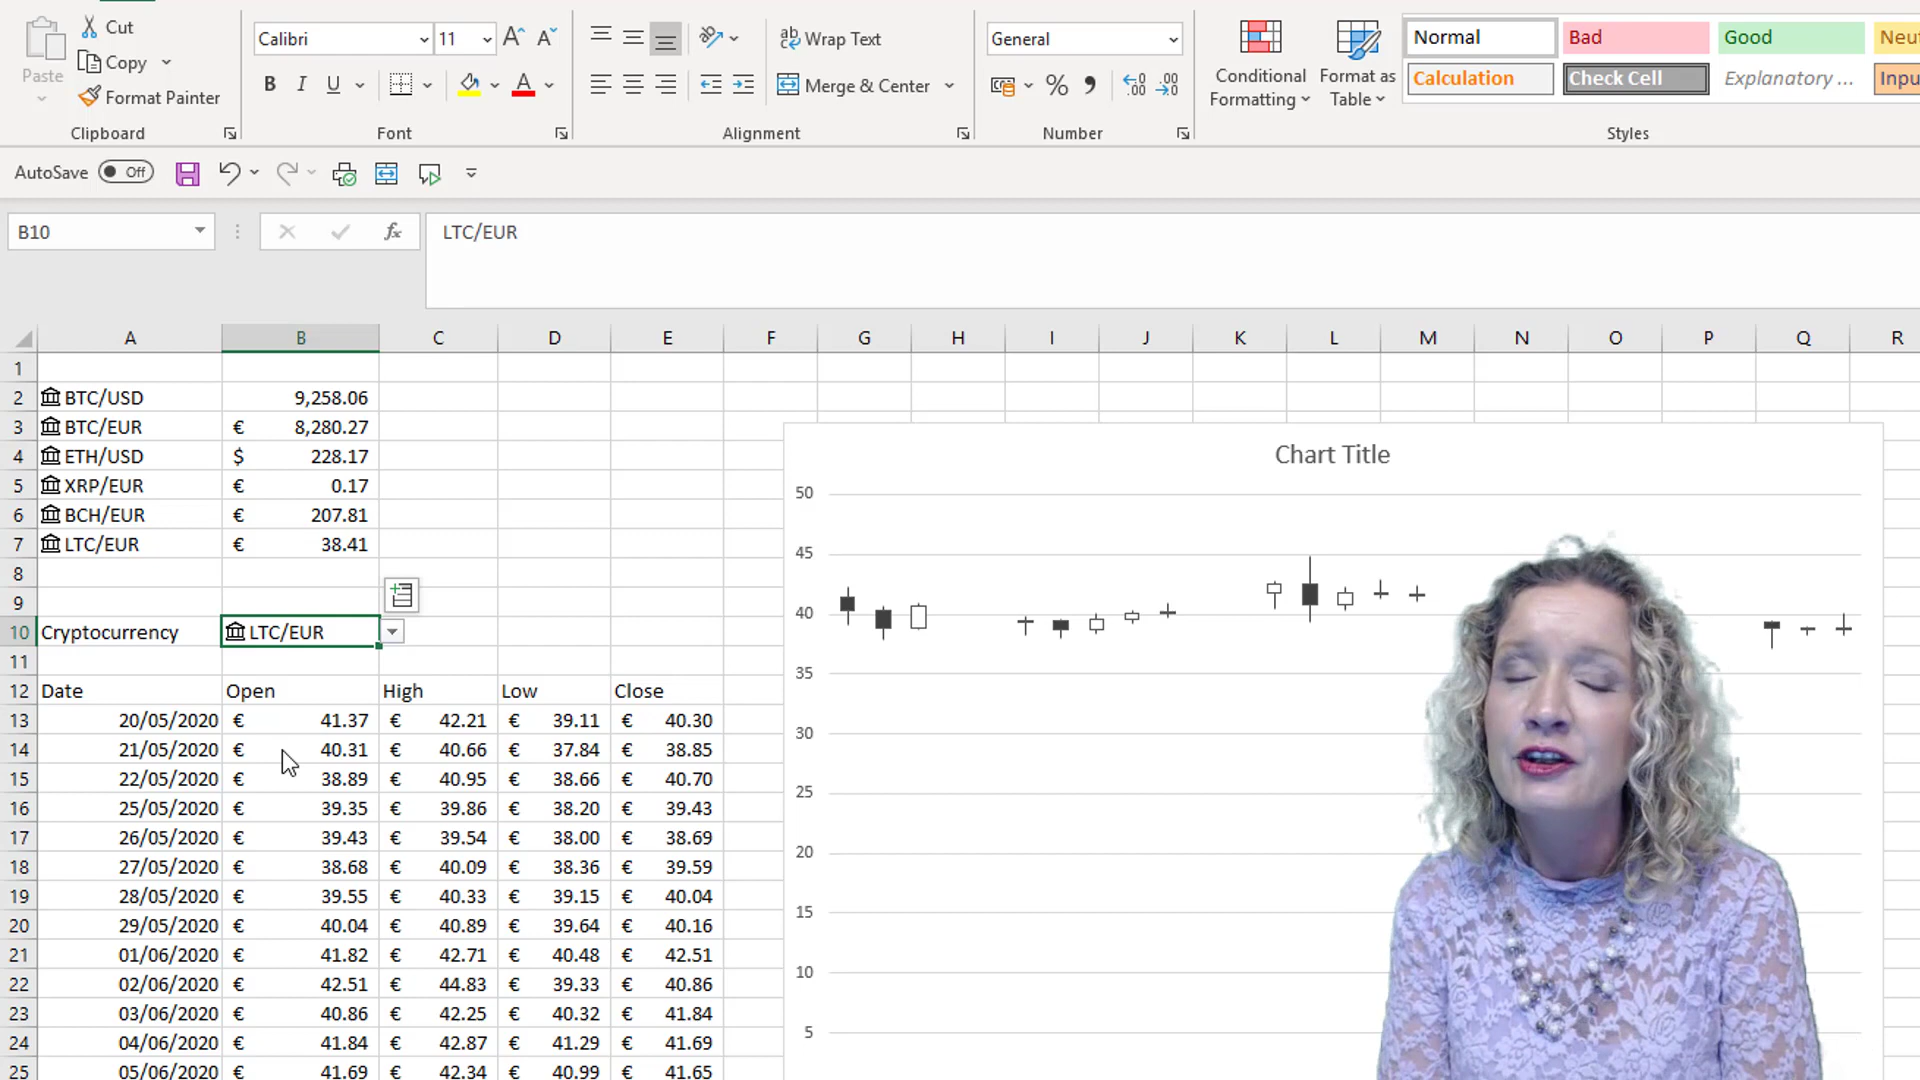 Paste
Cut
Copy
Format Painter
Clipboard
Calibri 11
B I U A
Font
ab Wrap Text
Merge & Center
Alignment
General
%
Number
Conditional Formatting
Format as Table
Normal Bad Good Neut
Calculation Check Cell Explanatory ... Inpu
Styles
AutoSave Off
B10 fx LTC/EUR
A B C D E F G H I J K L M N O P Q R
1
2 BTC/USD 9,258.06
3 BTC/EUR € 8,280.27
4 ETH/USD $ 228.17
5 XRP/EUR € 0.17
6 BCH/EUR € 207.81
7 LTC/EUR € 38.41
8
9
10 Cryptocurrency LTC/EUR
11
12 Date Open High Low Close
13 20/05/2020 € 41.37 € 42.21 € 39.11 € 40.30
14 21/05/2020 € 40.31 € 40.66 € 37.84 € 38.85
15 22/05/2020 € 38.89 € 40.95 € 38.66 € 40.70
16 25/05/2020 € 39.35 € 39.86 € 38.20 € 39.43
17 26/05/2020 € 39.43 € 39.54 € 38.00 € 38.69
18 27/05/2020 € 38.68 € 40.09 € 38.36 € 39.59
19 28/05/2020 € 39.55 € 40.33 € 39.15 € 40.04
20 29/05/2020 € 40.04 € 40.89 € 39.64 € 40.16
21 01/06/2020 € 41.82 € 42.71 € 40.48 € 42.51
22 02/06/2020 € 42.51 € 44.83 € 39.33 € 40.86
23 03/06/2020 € 40.86 € 42.25 € 40.32 € 41.84
24 04/06/2020 € 41.84 € 42.87 € 41.29 € 41.69
25 05/06/2020 € 41.69 € 42.34 € 40.99 € 41.65
Chart Title
50
45
40
35
30
25
20
15
10
5